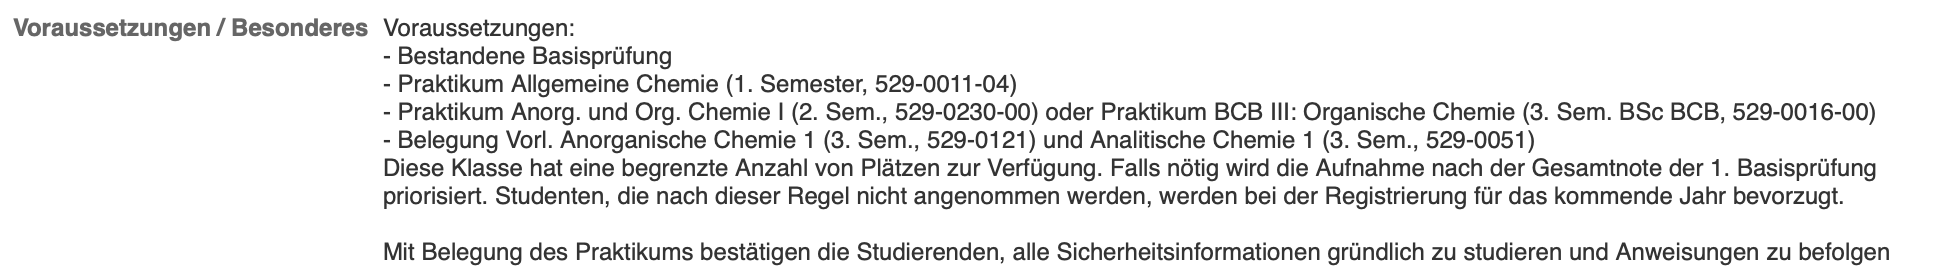 Voraussetzungen / Besonderes Voraussetzungen:
- Bestandene Basisprüfung
- Praktikum Allgemeine Chemie (1. Semester, 529-0011-04)
- Praktikum Anorg. und Org. Chemie I (2. Sem., 529-0230-00) oder Praktikum BCB III: Organische Chemie (3. Sem. BSc BCB, 529-0016-00)
- Belegung Vorl. Anorganische Chemie 1 (3. Sem., 529-0121) und Analitische Chemie 1 (3. Sem., 529-0051)
Diese Klasse hat eine begrenzte Anzahl von Plätzen zur Verfügung. Falls nötig wird die Aufnahme nach der Gesamtnote der 1. Basisprüfung
priorisiert. Studenten, die nach dieser Regel nicht angenommen werden, werden bei der Registrierung für das kommende Jahr bevorzugt.
Mit Belegung des Praktikums bestätigen die Studierenden, alle Sicherheitsinformationen gründlich zu studieren und Anweisungen zu befolgen